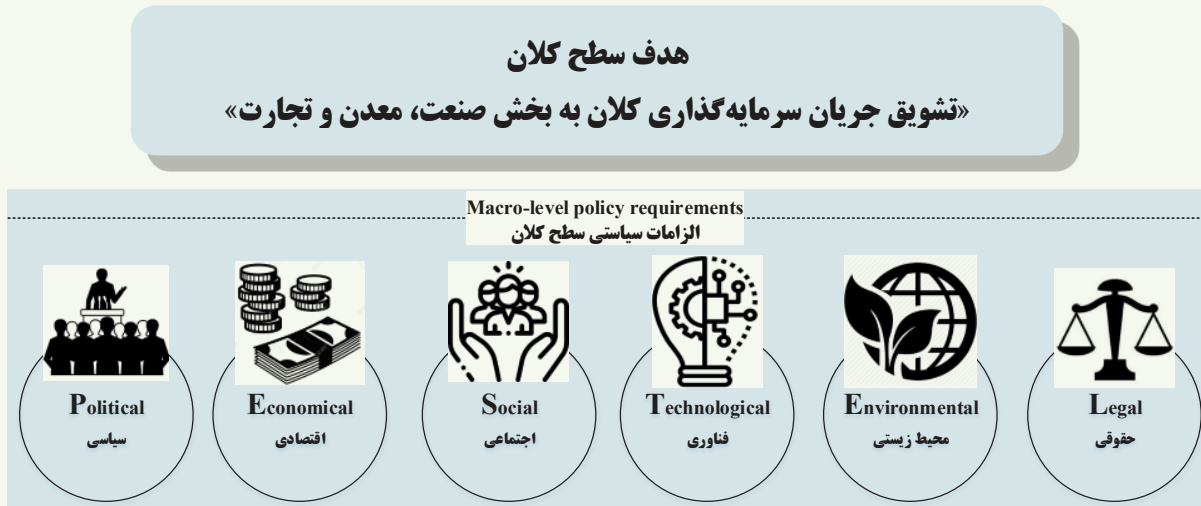 هدف سطح کلان
«تشویق جریان سرمایه‌گذاری کلان به بخش صنعت، معدن و تجارت»
Macro-level policy requirements
الزامات سیاستی سطح کلان
Political
سیاسی
Economical
اقتصادی
Social
اجتماعی
Technological
فناوری
Environmental
محیط زیستی
Legal
حقوقی